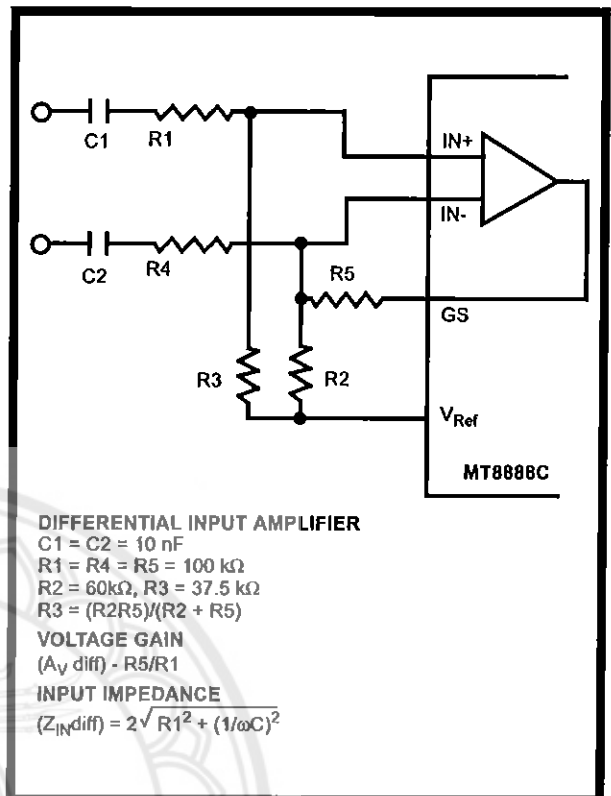 C1
R1
IN+
IN-
C2
R4
R5
GS
R3
R2
VRef
MT8888C
DIFFERENTIAL INPUT AMPLIFIER
C1 = C2 = 10 nF
R1 = R4 = R5 = 100 kΩ
R2 = 60kΩ, R3 = 37.5 kΩ
R3 = (R2R5)/(R2 + R5)
VOLTAGE GAIN
(AV diff) - R5/R1
INPUT IMPEDANCE
(ZINdiff) = 2√R1² + (1/ωC)²